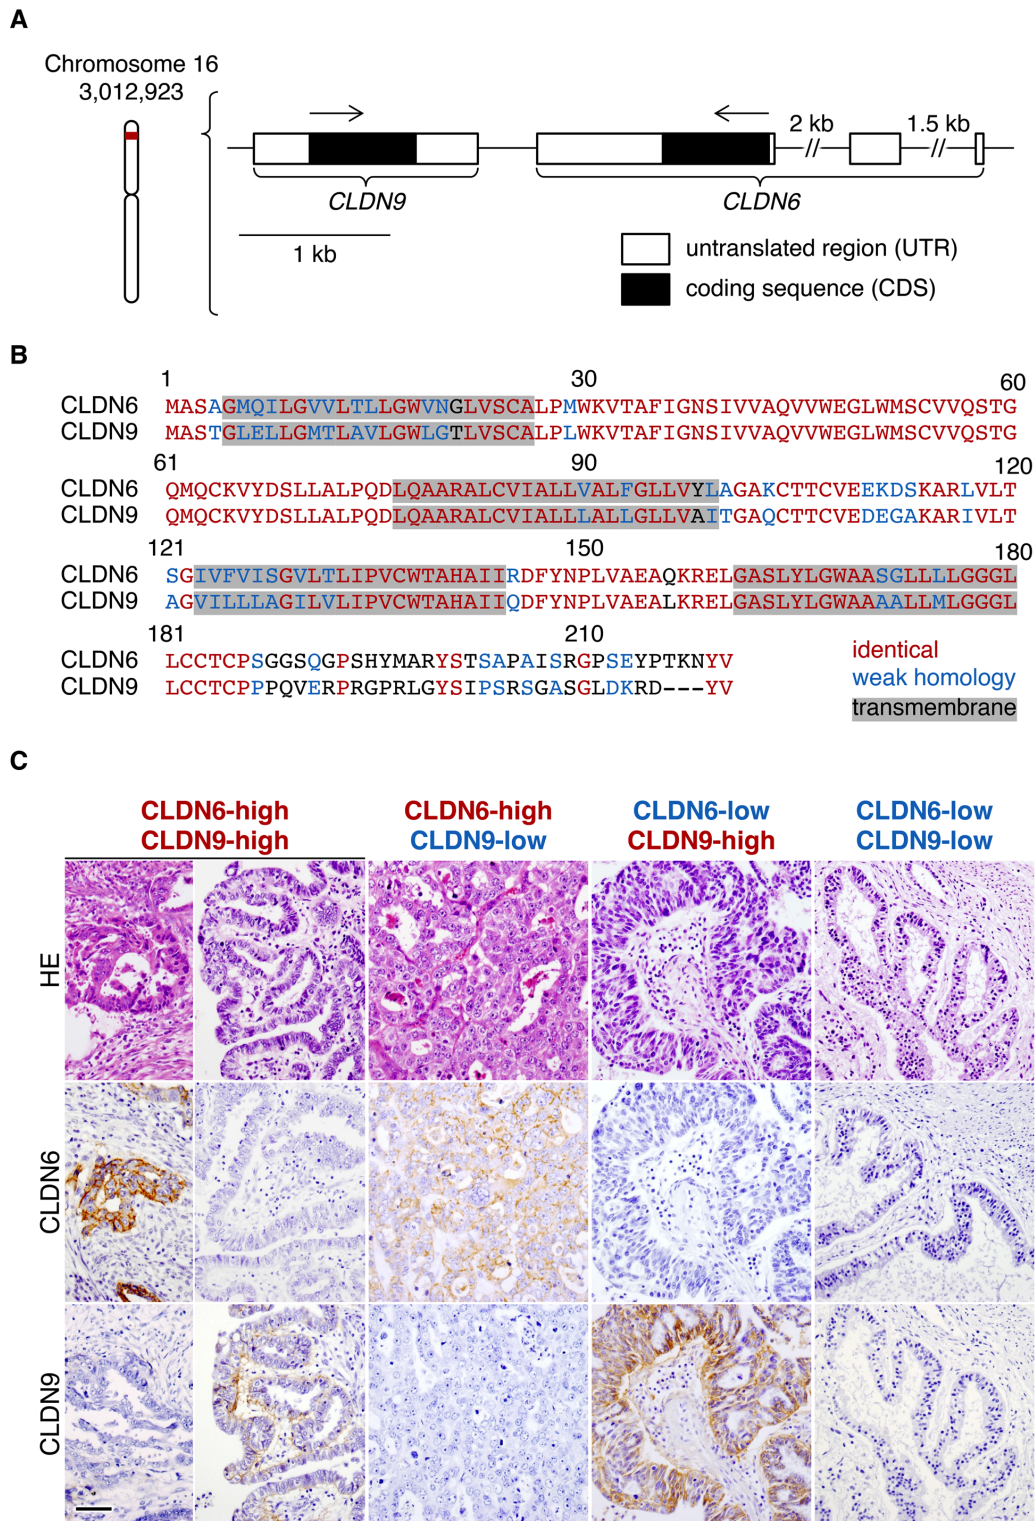 A
Chromosome 16
3,012,923
2 kb
1.5 kb
//
//
CLDN9
CLDN6
1 kb
untranslated region (UTR)
coding sequence (CDS)
B
1 30 60
CLDN6 MASAGMQILGVVLTLLGWVNGLVSCALPMWKVTAFIGNSIVVAQVVWEGLWMSCVVQSTG
CLDN9 MASTGLELLGMTLAVLGWLGTLVSCALPLWKVTAFIGNSIVVAQVVWEGLWMSCVVQSTG
61 90 120
CLDN6 QMQCKVYDSLLALPQDLQAARALCVIALLVALFGLLVYLAGAKCTTCVEEKDSKARLVLT
CLDN9 QMQCKVYDSLLALPQDLQAARALCVIALLLALLGLLVAITGAQCTTCVEDEGAKARIVLT
121 150 180
CLDN6 SGIVFVISGVLTLIPVCWTAHAIIRDFYNPLVAEAQKRELGASLYLGWAASGLLLLGGGL
CLDN9 AGVILLLAGILVLIPVCWTAHAIIQDFYNPLVAEALKRELGASLYLGWAAAALLMLGGGL
181 210
CLDN6 LCCTCPSGGSQGPSHYMARYSTSAPAISRGPSEYPTKNYV
CLDN9 LCCTCPPPQVERPRGPRLGYSIPSRSGASGLDKRD---YV
identical
weak homology
transmembrane
C
CLDN6-high CLDN6-high CLDN6-low CLDN6-low
CLDN9-high CLDN9-low CLDN9-high CLDN9-low
HE
CLDN6
CLDN9